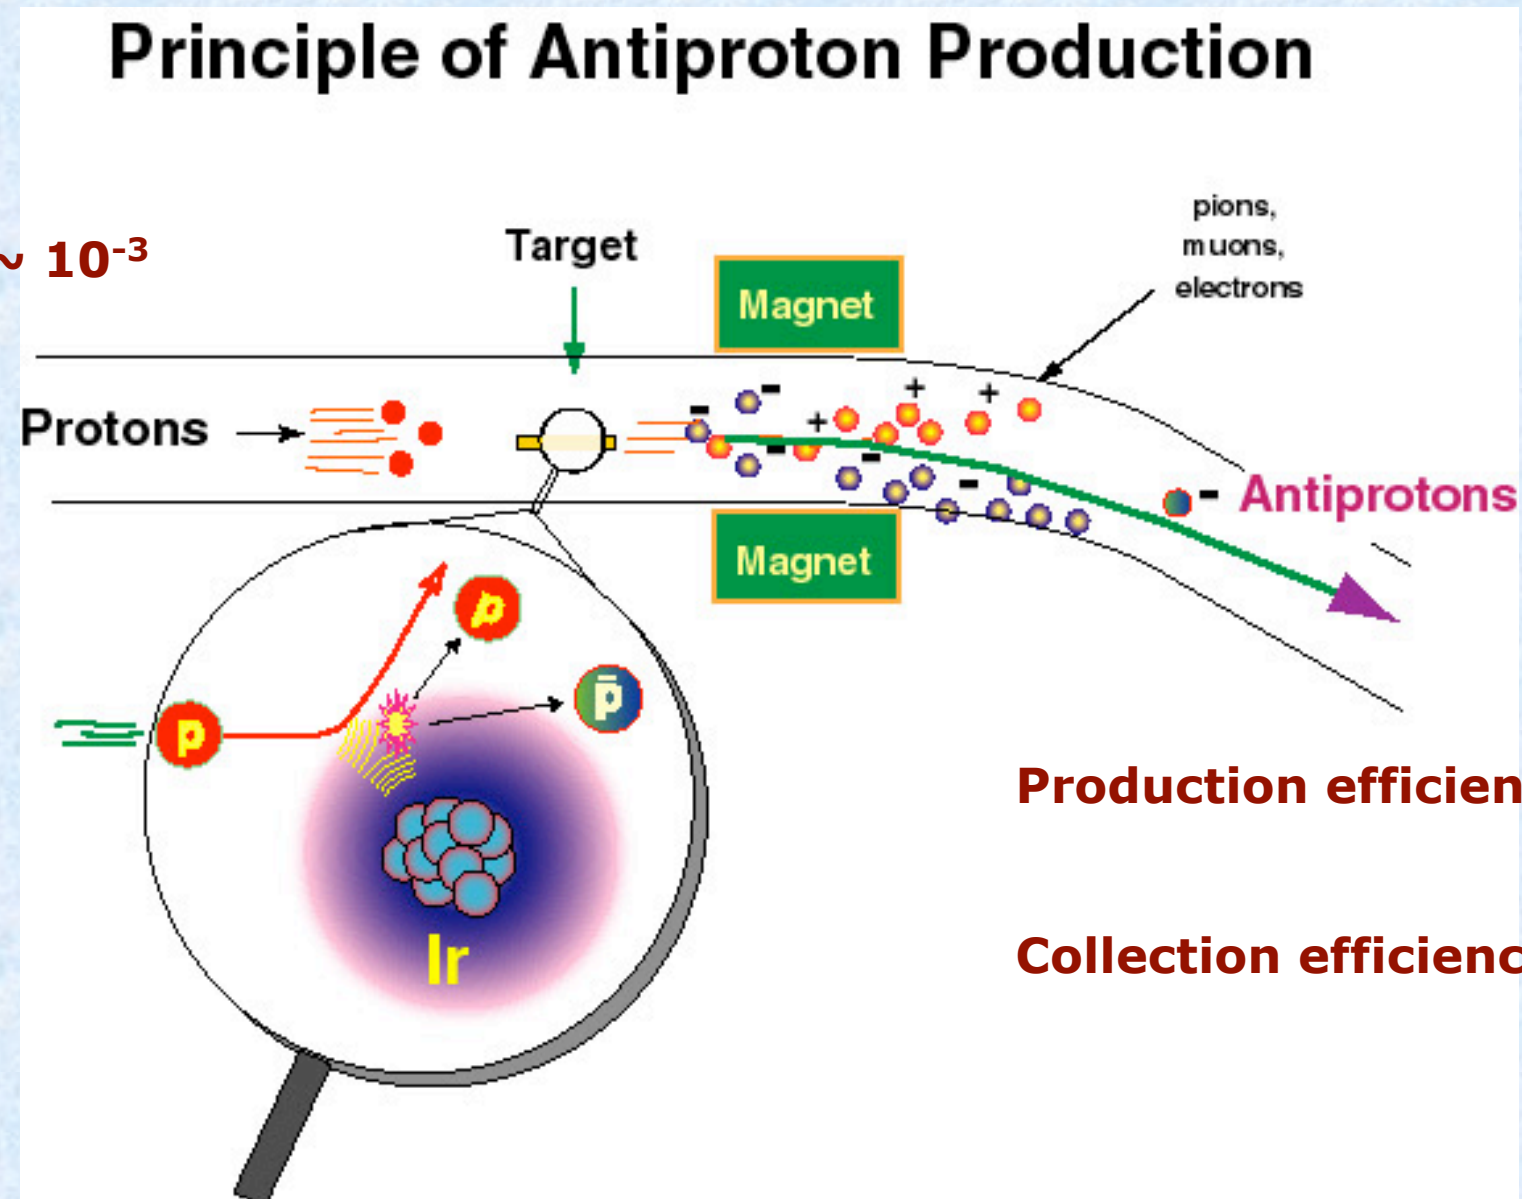 Principle of Antiproton Production
~ 10⁻³
Target
Magnet
pions,
muons,
electrons
Protons
-
-
+
+
+
-
-
-
-
Antiprotons
Magnet
p
p̄
p
Ir
Production efficien
Collection efficienc